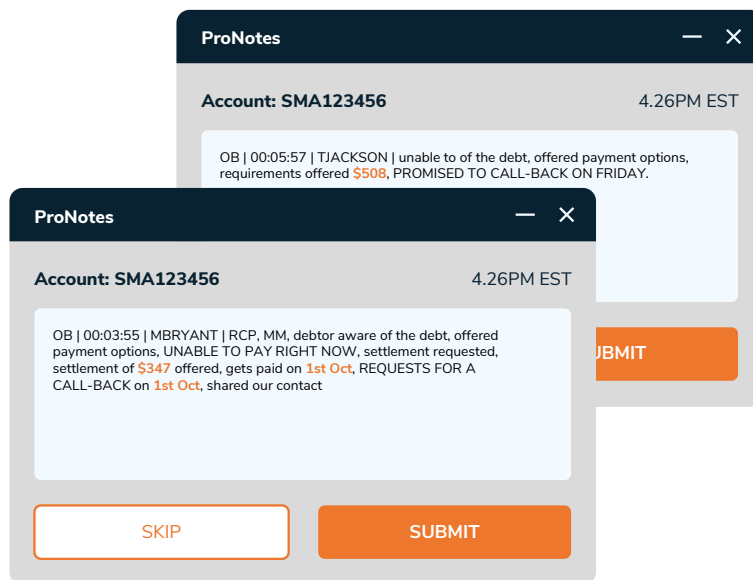 ProNotes
Account: SMA123456 4.26PM EST
OB | 00:05:57 | TJACKSON | unable to of the debt, offered payment options,
requirements offered $508, PROMISED TO CALL-BACK ON FRIDAY.
UBMIT
ProNotes
Account: SMA123456 4.26PM EST
OB | 00:03:55 | MBRYANT | RCP, MM, debtor aware of the debt, offered
payment options, UNABLE TO PAY RIGHT NOW, settlement requested,
settlement of $347 offered, gets paid on 1st Oct, REQUESTS FOR A
CALL-BACK on 1st Oct, shared our contact
SKIP SUBMIT